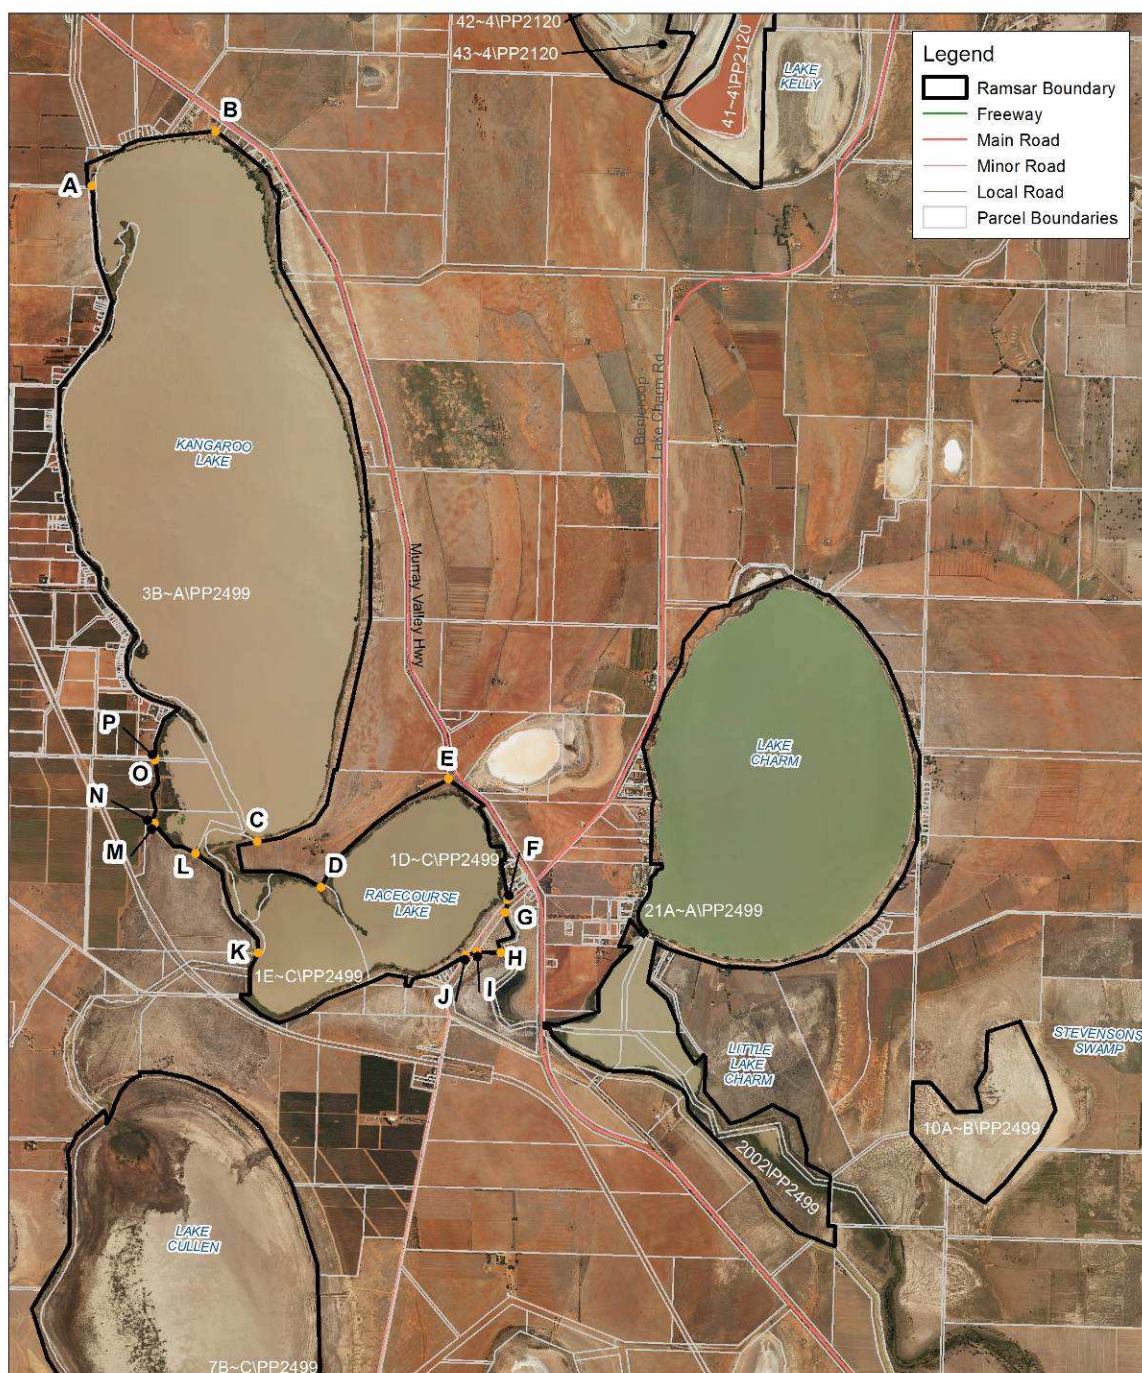 42~4\PP2120
43~4\PP2120
41~4\PP2120
LAKE
KELLY
Legend
Ramsar Boundary
Freeway
Main Road
Minor Road
Local Road
Parcel Boundaries
B
A
KANGAROO
LAKE
Benjeroop -
Lake Charm Rd
Murray Valley Hwy
3B~A\PP2499
P
O
N
M
L
C
D
E
1D~C\PP2499
F
RACECOURSE
LAKE
G
LAKE
CHARM
21A~A\PP2499
K
1E~C\PP2499
H
J
I
LITTLE
LAKE
CHARM
STEVENSONS
SWAMP
10A~B\PP2499
2002\PP2499
LAKE
CULLEN
7B~C\PP2499